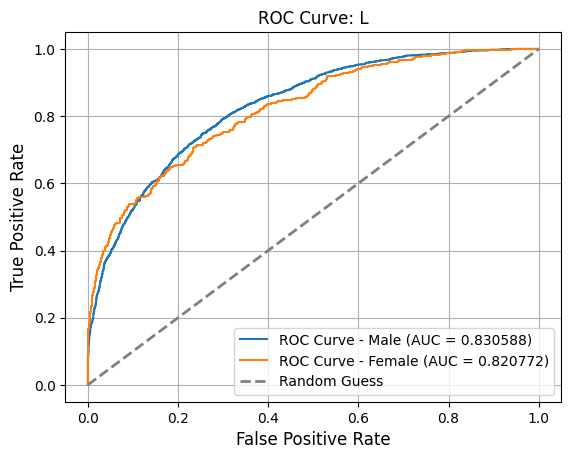 ROC Curve: L
True Positive Rate
1.0
0.8
0.6
0.4
0.2
0.0
ROC Curve - Male (AUC = 0.830588)
ROC Curve - Female (AUC = 0.820772)
Random Guess
0.0 0.2 0.4 0.6 0.8 1.0
False Positive Rate